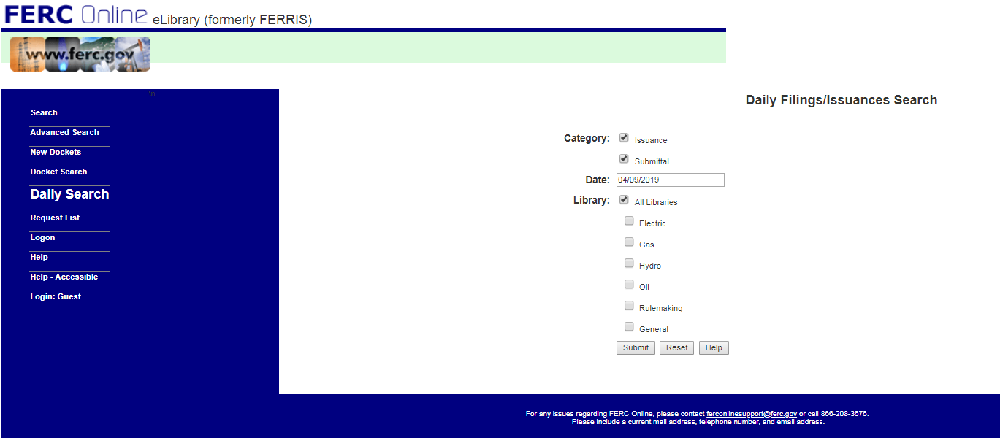 FERC Online eLibrary (formerly FERRIS)
www.ferc.gov
\n
Search
Advanced Search
New Dockets
Docket Search
Daily Search
Request List
Logon
Help
Help - Accessible
Login: Guest
Daily Filings/Issuances Search
Category: Issuance
Submittal
Date: 04/09/2019
Library: All Libraries
Electric
Gas
Hydro
Oil
Rulemaking
General
Submit Reset Help
For any issues regarding FERC Online, please contact ferconlinesupport@ferc.gov or call 866-208-3676.
Please include a current mail address, telephone number, and email address.